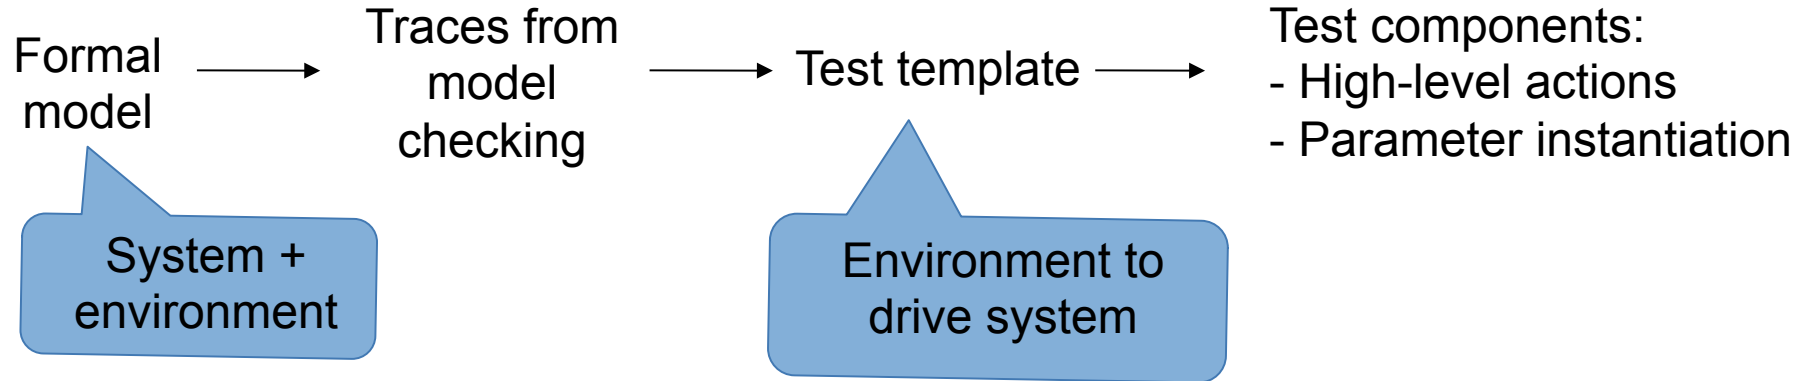 Formal
model
Traces from
model
checking
Test template
Test components:
- High-level actions
- Parameter instantiation
System +
environment
Environment to
drive system